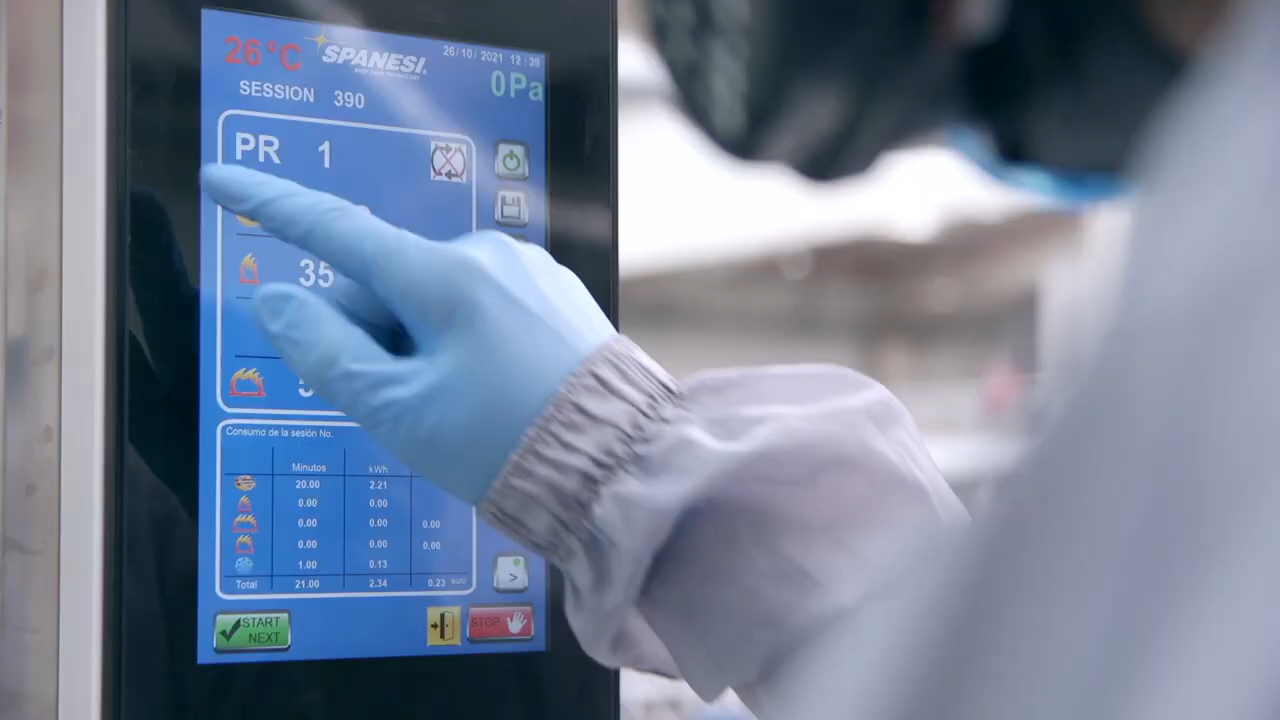 26°C
SPANESI
26/10/2021 12:39
0Pa
SESSION 390
PR 1
35
5
Consumo de la sesión No.
Minutos kWh
20.00 2.21
0.00 0.00
0.00 0.00 0.00
0.00 0.00 0.00
1.00 0.13
Total 21.00 2.34 0.23 euro
>
START
NEXT
STOP